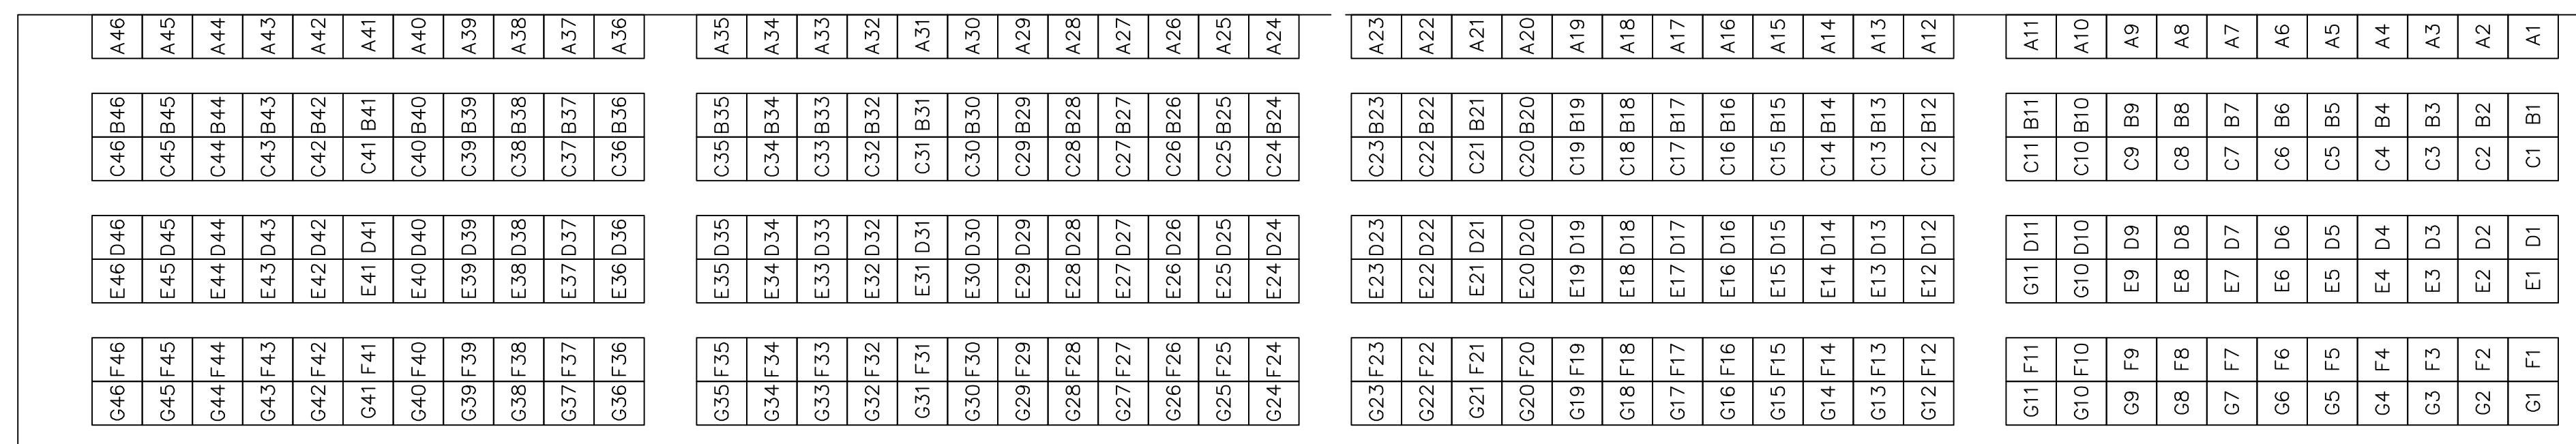 A46 A45 A44 A43 A42 A41 A40 A39 A38 A37 A36 A35 A34 A33 A32 A31 A30 A29 A28 A27 A26 A25 A24 A23 A22 A21 A20 A19 A18 A17 A16 A15 A14 A13 A12 A11 A10 A9 A8 A7 A6 A5 A4 A3 A2 A1
B46 B45 B44 B43 B42 B41 B40 B39 B38 B37 B36 B35 B34 B33 B32 B31 B30 B29 B28 B27 B26 B25 B24 B23 B22 B21 B20 B19 B18 B17 B16 B15 B14 B13 B12 B11 B10 B9 B8 B7 B6 B5 B4 B3 B2 B1
C46 C45 C44 C43 C42 C41 C40 C39 C38 C37 C36 C35 C34 C33 C32 C31 C30 C29 C28 C27 C26 C25 C24 C23 C22 C21 C20 C19 C18 C17 C16 C15 C14 C13 C12 C11 C10 C9 C8 C7 C6 C5 C4 C3 C2 C1
D46 D45 D44 D43 D42 D41 D40 D39 D38 D37 D36 D35 D34 D33 D32 D31 D30 D29 D28 D27 D26 D25 D24 D23 D22 D21 D20 D19 D18 D17 D16 D15 D14 D13 D12 D11 D10 D9 D8 D7 D6 D5 D4 D3 D2 D1
E46 E45 E44 E43 E42 E41 E40 E39 E38 E37 E36 E35 E34 E33 E32 E31 E30 E29 E28 E27 E26 E25 E24 E23 E22 E21 E20 E19 E18 E17 E16 E15 E14 E13 E12 G11 G10 E9 E8 E7 E6 E5 E4 E3 E2 E1
F46 F45 F44 F43 F42 F41 F40 F39 F38 F37 F36 F35 F34 F33 F32 F31 F30 F29 F28 F27 F26 F25 F24 F23 F22 F21 F20 F19 F18 F17 F16 F15 F14 F13 F12 F11 F10 F9 F8 F7 F6 F5 F4 F3 F2 F1
G46 G45 G44 G43 G42 G41 G40 G39 G38 G37 G36 G35 G34 G33 G32 G31 G30 G29 G28 G27 G26 G25 G24 G23 G22 G21 G20 G19 G18 G17 G16 G15 G14 G13 G12 G11 G10 G9 G8 G7 G6 G5 G4 G3 G2 G1